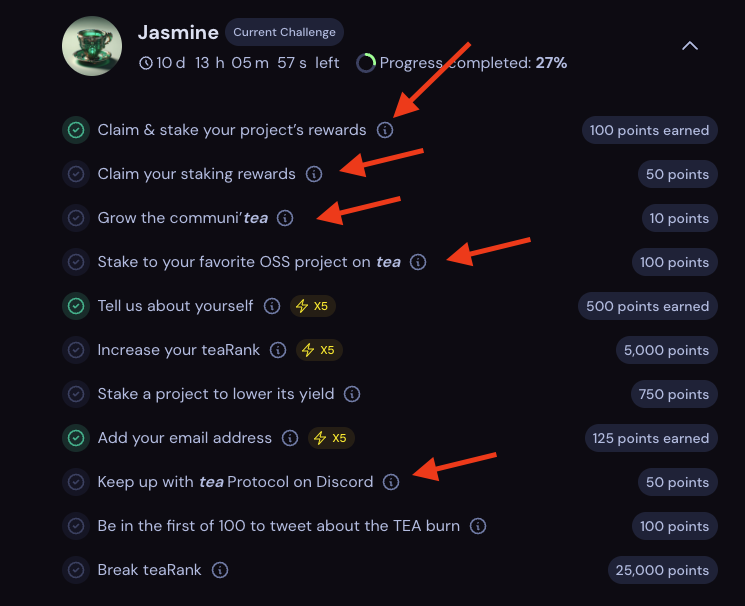 Jasmine Current Challenge
10 d 13 h 05 m 57 s left Progress completed: 27%
Claim & stake your project’s rewards 100 points earned
Claim your staking rewards 50 points
Grow the communi’tea 10 points
Stake to your favorite OSS project on tea 100 points
Tell us about yourself X5 500 points earned
Increase your teaRank X5 5,000 points
Stake a project to lower its yield 750 points
Add your email address X5 125 points earned
Keep up with tea Protocol on Discord 50 points
Be in the first of 100 to tweet about the TEA burn 100 points
Break teaRank 25,000 points